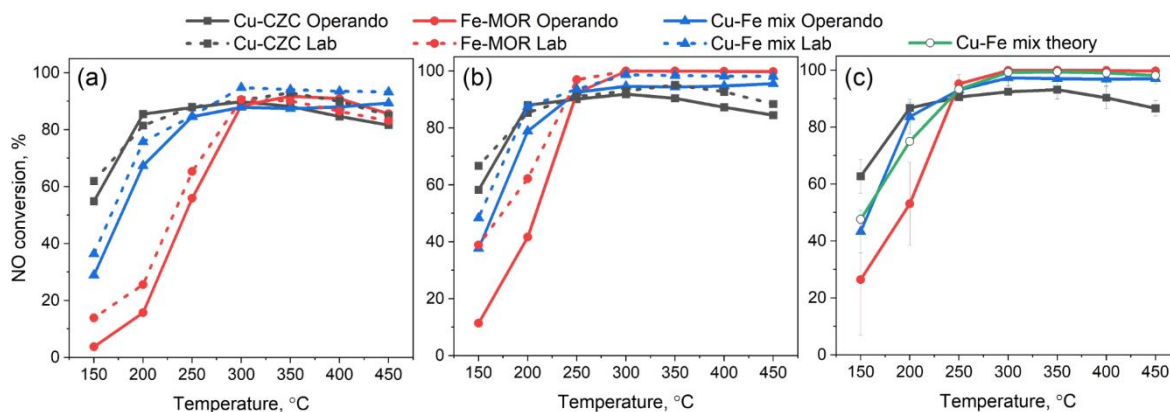 Cu-CZC Operando Fe-MOR Operando Cu-Fe mix Operando
Cu-CZC Lab Fe-MOR Lab Cu-Fe mix Lab Cu-Fe mix theory
NO conversion, %
(a)
100
80
60
40
20
0
150 200 250 300 350 400 450
Temperature, °C
(b)
100
80
60
40
20
0
150 200 250 300 350 400 450
Temperature, °C
(c)
100
80
60
40
20
0
150 200 250 300 350 400 450
Temperature, °C